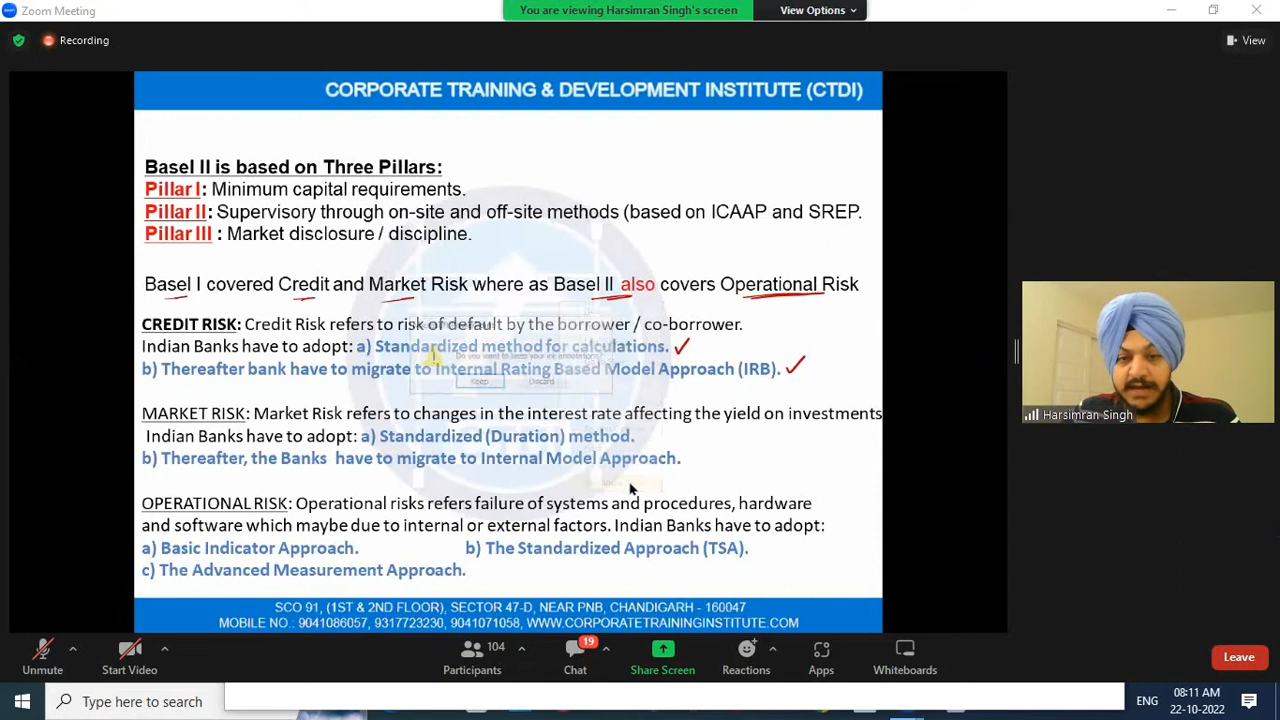 Zoom Meeting
You are viewing Harsimran Singh's screen
View Options
Recording
View
CORPORATE TRAINING & DEVELOPMENT INSTITUTE (CTDI)
Basel II is based on Three Pillars:
Pillar I: Minimum capital requirements.
Pillar II: Supervisory through on-site and off-site methods (based on ICAAP and SREP.
Pillar III : Market disclosure / discipline.
Basel I covered Credit and Market Risk where as Basel II also covers Operational Risk
CREDIT RISK: Credit Risk refers to risk of default by the borrower / co-borrower.
Indian Banks have to adopt: a) Standardized method for calculations.
Do you want to keep your ink annotations?
b) Thereafter bank have to migrate to Internal Rating Based Model Approach (IRB).
Keep
Discard
MARKET RISK: Market Risk refers to changes in the interest rate affecting the yield on investments
Harsimran Singh
Indian Banks have to adopt: a) Standardized (Duration) method.
b) Thereafter, the Banks have to migrate to Internal Model Approach.
OPERATIONAL RISK: Operational risks refers failure of systems and procedures, hardware
and software which maybe due to internal or external factors. Indian Banks have to adopt:
a) Basic Indicator Approach. b) The Standardized Approach (TSA).
c) The Advanced Measurement Approach.
SCO 91, (1ST & 2ND FLOOR), SECTOR 47-D, NEAR PNB, CHANDIGARH - 160047
MOBILE NO.: 9041086057, 9317723230, 9041071058, WWW.CORPORATETRAININGINSTITUTE.COM
104
19
Unmute
Start Video
Participants
Chat
Share Screen
Reactions
Apps
Whiteboards
Leave
Type here to search
ENG
08:11 AM
22-10-2022